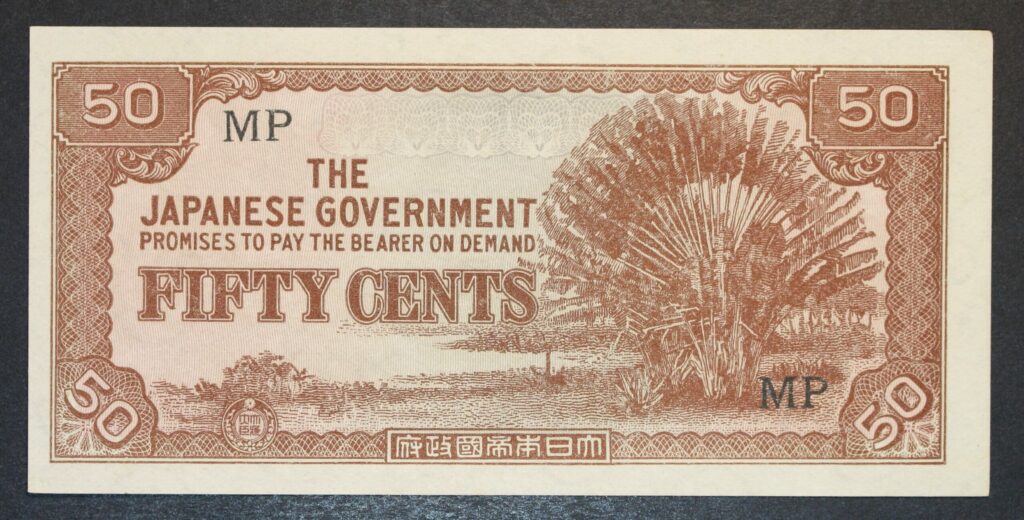 50
50
MP
THE
JAPANESE GOVERNMENT
PROMISES TO PAY THE BEARER ON DEMAND
FIFTY CENTS
MP
50
50
府政國帝本日大